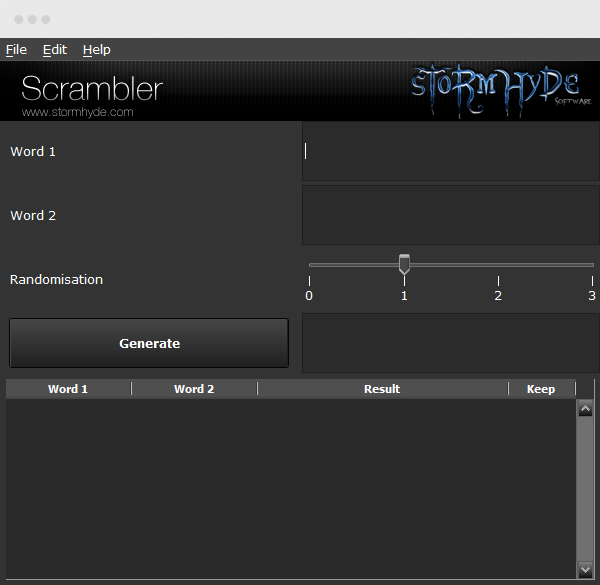 File Edit Help
Scrambler
STORMHYDE
SOFTWARE
www.stormhyde.com
Word 1
Word 2
Randomisation
0 1 2 3
Generate
Word 1 Word 2 Result Keep